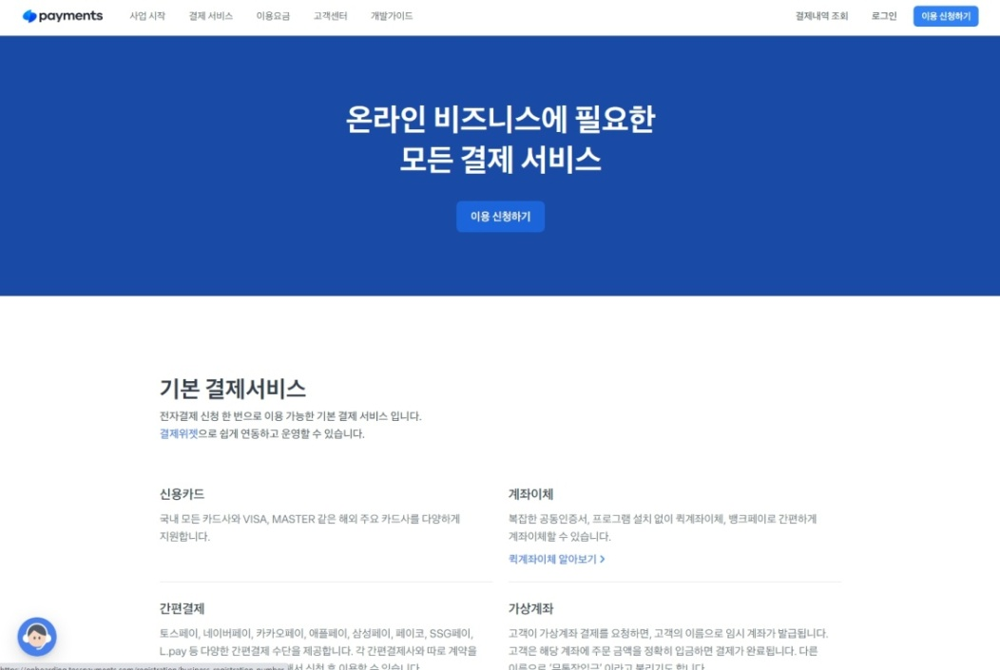 payments 사업 시작 결제 서비스 이용요금 고객센터 개발가이드 결제내역 조회 로그인 이용 신청하기
온라인 비즈니스에 필요한
모든 결제 서비스
이용 신청하기
기본 결제서비스
전자결제 신청 한 번으로 이용 가능한 기본 결제 서비스 입니다.
결제위젯으로 쉽게 연동하고 운영할 수 있습니다.
신용카드
국내 모든 카드사와 VISA, MASTER 같은 해외 주요 카드사를 다양하게
지원합니다.
계좌이체
복잡한 공동인증서, 프로그램 설치 없이 퀵계좌이체, 뱅크페이로 간편하게
계좌이체할 수 있습니다.
퀵계좌이체 알아보기 >
간편결제
토스페이, 네이버페이, 카카오페이, 애플페이, 삼성페이, 페이코, SSG페이,
L.pay 등 다양한 간편결제 수단을 제공합니다. 각 간편결제사와 따로 계약을
신청 후 이용할 수 있습니다.
가상계좌
고객이 가상계좌 결제를 요청하면, 고객의 이름으로 임시 계좌가 발급됩니다.
고객은 해당 계좌에 주문 금액을 정확히 입금하면 결제가 완료됩니다. 다른
이름으로 '무통장입금' 이라고 불리기도 합니다.